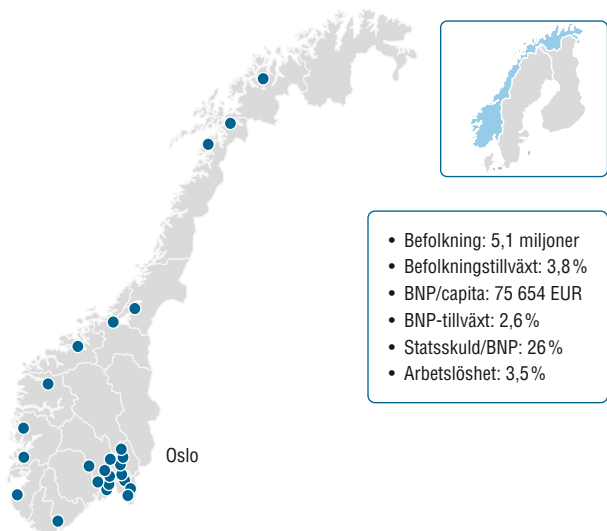 • Befolkning: 5,1 miljoner
• Befolkningstillväxt: 3,8 %
• BNP/capita: 75 654 EUR
• BNP-tillväxt: 2,6 %
• Statsskuld/BNP: 26 %
• Arbetslöshet: 3,5 %
Oslo